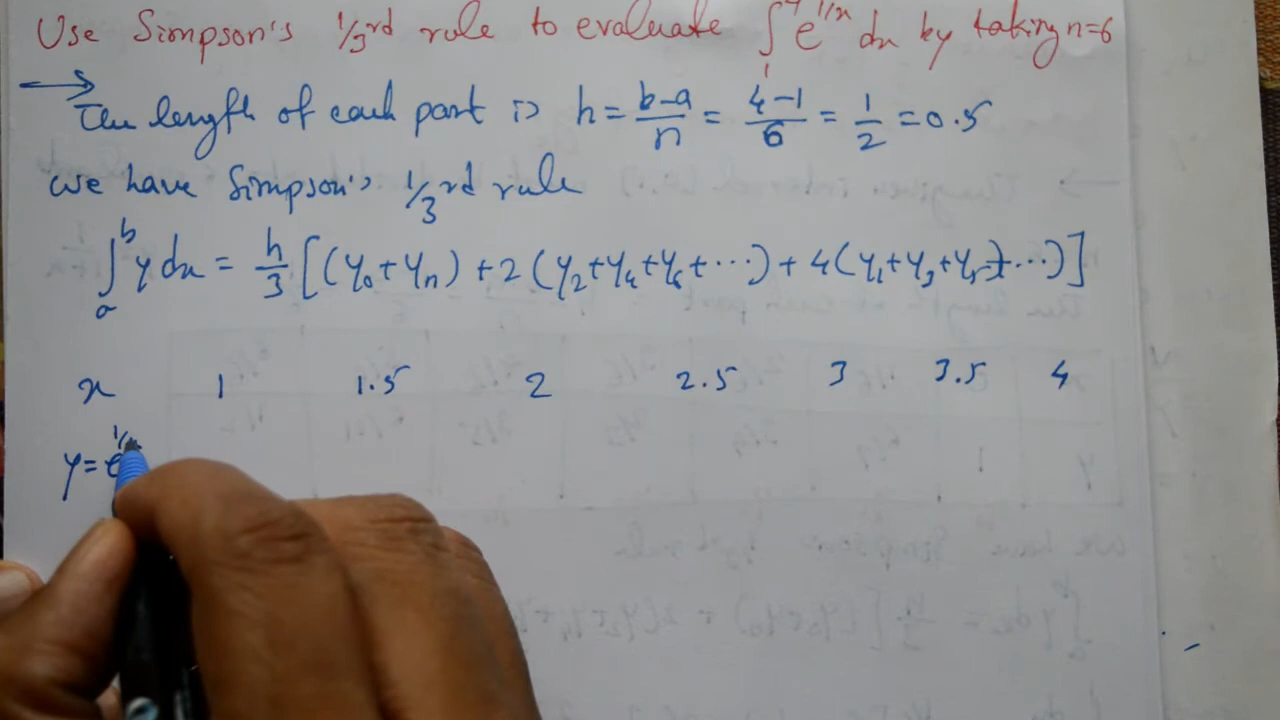 Use Simpson's 1/3rd rule to evaluate ∫₁⁴ e^(1/x) dx by taking n=6
The length of each part is h = (b-a)/n = (4-1)/6 = 1/2 = 0.5
we have Simpson's 1/3rd rule
∫ₐᵇ y dx = h/3 [(y₀+yₙ) + 2(y₂+y₄+y₆+⋯) + 4(y₁+y₃+y₅+⋯)]
x 1 1.5 2 2.5 3 3.5 4
y = e^(1/x)